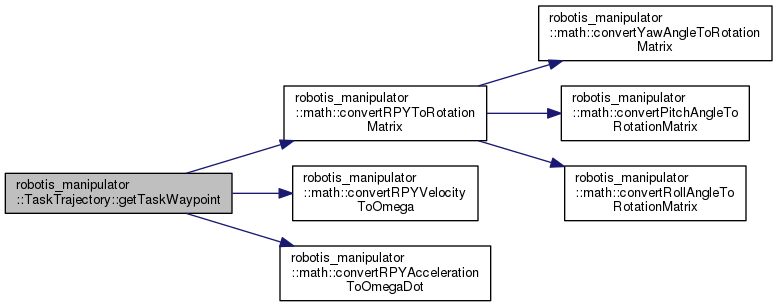 robotis_manipulator
::TaskTrajectory::getTaskWaypoint
robotis_manipulator
::math::convertRPYToRotation
Matrix
robotis_manipulator
::math::convertRPYVelocity
ToOmega
robotis_manipulator
::math::convertRPYAcceleration
ToOmegaDot
robotis_manipulator
::math::convertYawAngleToRotation
Matrix
robotis_manipulator
::math::convertPitchAngleTo
RotationMatrix
robotis_manipulator
::math::convertRollAngleTo
RotationMatrix